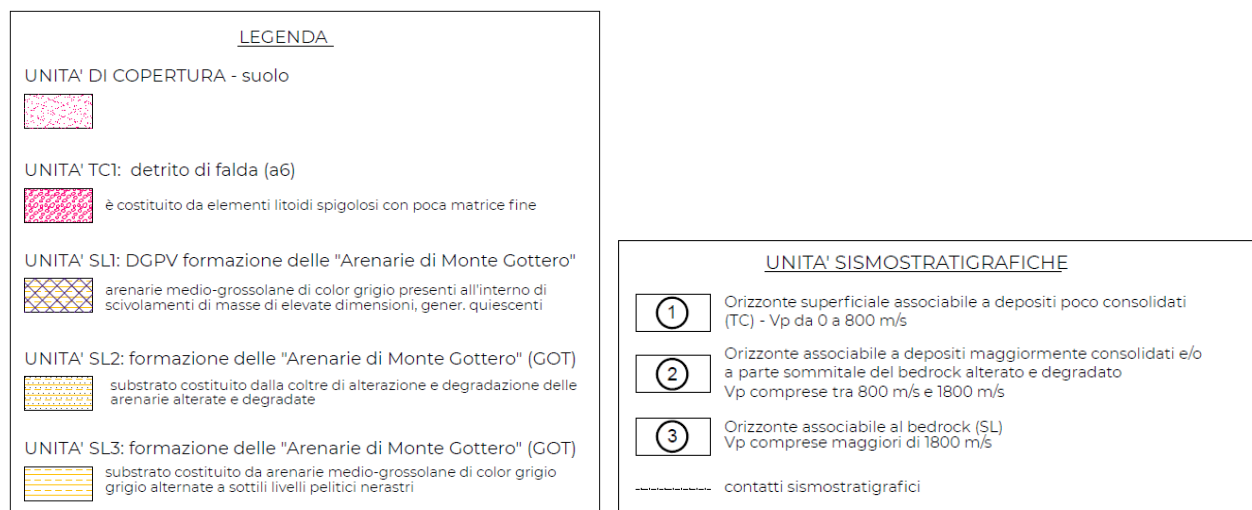 LEGENDA
UNITA' DI COPERTURA - suolo
UNITA' TC1: detrito di falda (a6)
è costituito da elementi litoidi spigolosi con poca matrice fine
UNITA' SL1: DGPV formazione delle "Arenarie di Monte Gottero"
arenarie medio-grossolane di color grigio presenti all'interno di
scivolamenti di masse di elevate dimensioni, gener. quiescenti
UNITA' SL2: formazione delle "Arenarie di Monte Gottero" (GOT)
substrato costituito dalla coltre di alterazione e degradazione delle
arenarie alterate e degradate
UNITA' SL3: formazione delle "Arenarie di Monte Gottero" (GOT)
substrato costituito da arenarie medio-grossolane di color grigio
grigio alternate a sottili livelli pelitici nerastri
UNITA' SISMOSTRATIGRAFICHE
1
Orizzonte superficiale associabile a depositi poco consolidati
(TC) - Vp da 0 a 800 m/s
2
Orizzonte associabile a depositi maggiormente consolidati e/o
a parte sommitale del bedrock alterato e degradato
Vp comprese tra 800 m/s e 1800 m/s
3
Orizzonte associabile al bedrock (SL)
Vp comprese maggiori di 1800 m/s
contatti sismostratigrafici